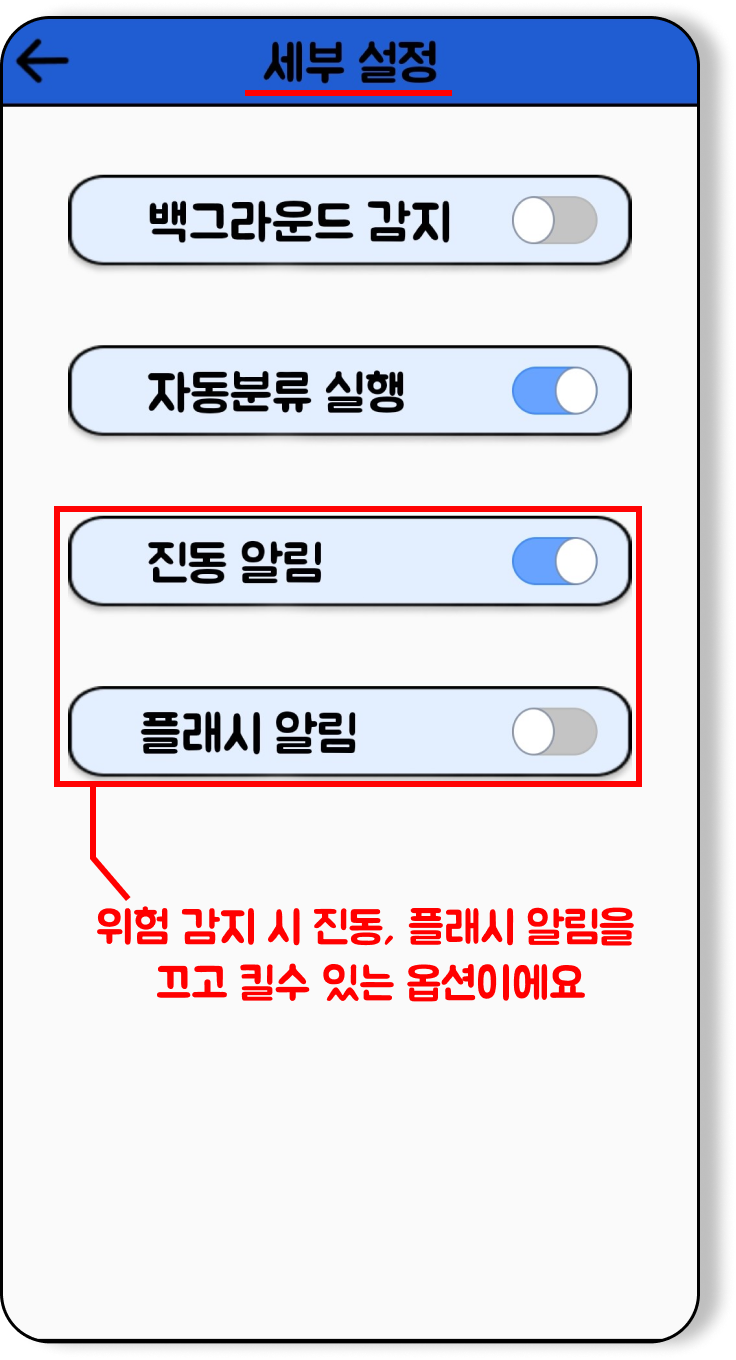 세부 설정
백그라운드 감지
자동분류 실행
진동 알림
플래시 알림
위험 감지 시 진동, 플래시 알림을
끄고 킬수 있는 옵션이에요